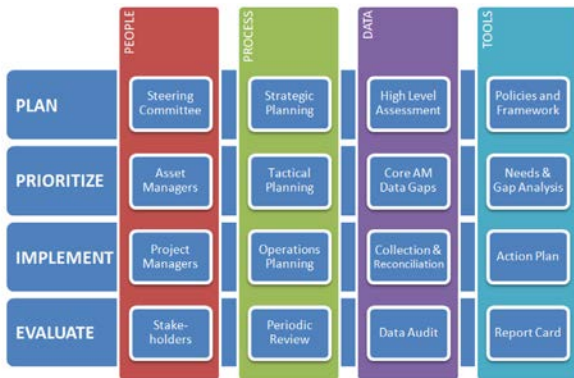 PEOPLE
PROCESS
DATA
TOOLS
PLAN
Steering
Committee
Strategic
Planning
High Level
Assessment
Policies and
Framework
PRIORITIZE
Asset
Managers
Tactical
Planning
Core AM
Data Gaps
Needs &
Gap Analysis
IMPLEMENT
Project
Managers
Operations
Planning
Collection &
Reconciliation
Action Plan
EVALUATE
Stake-
holders
Periodic
Review
Data Audit
Report Card